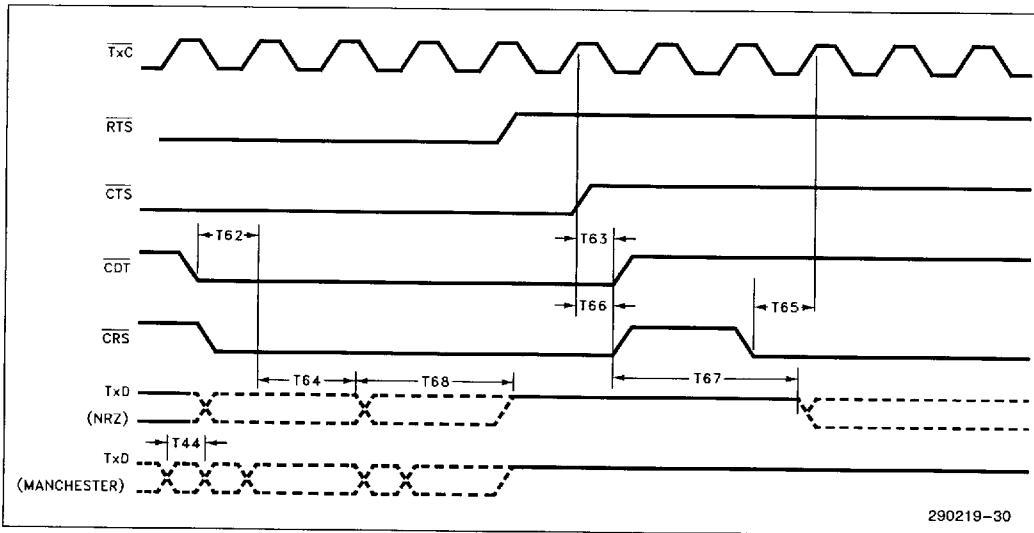 TxC
RTS
CTS
T62
T63
CDT
T66
T65
CRS
T64
T68
T67
TxD
(NRZ)
T44
TxD
(MANCHESTER)
290219-30